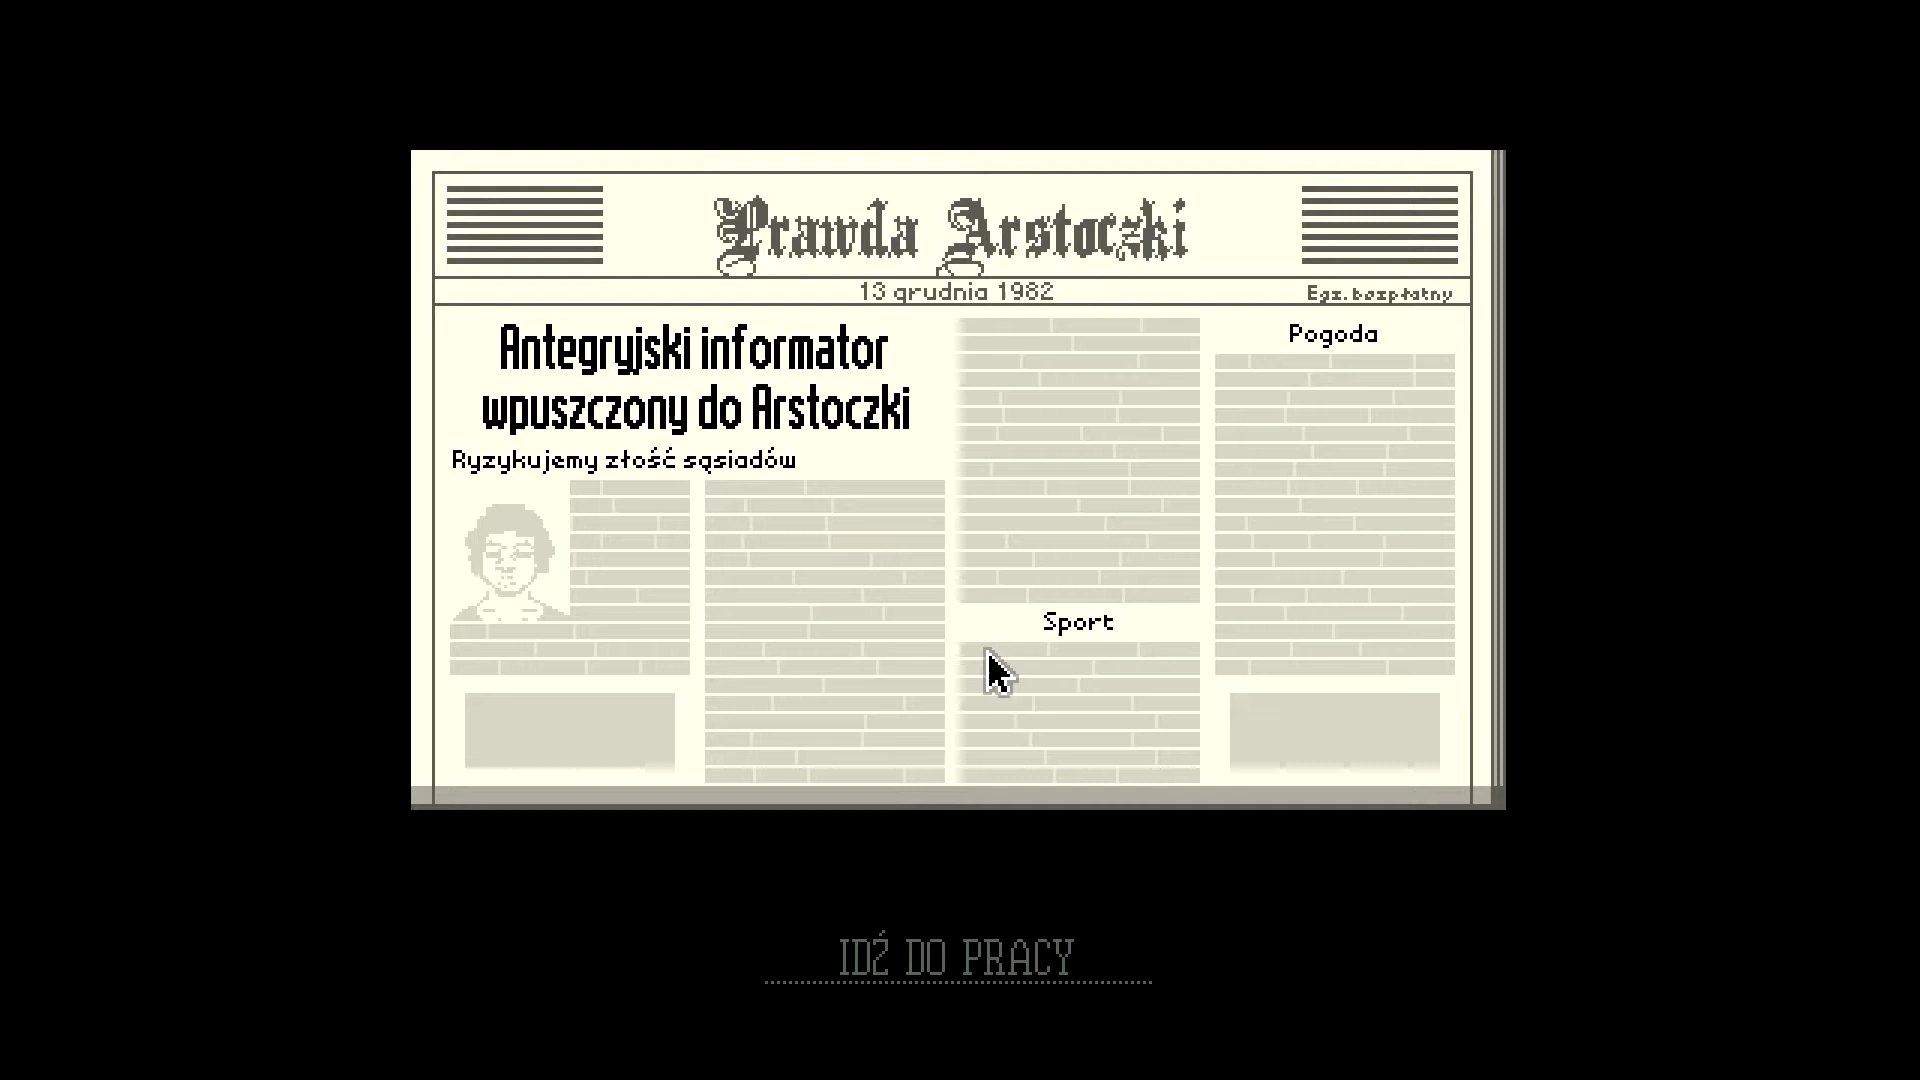 Prawda Arstoczki
13 grudnia 1982
Egz. bezpłatny
Antegryjski informator
wpuszczony do Arstoczki
Ryzykujemy złość sąsiadów
Sport
Pogoda
IDŹ DO PRACY